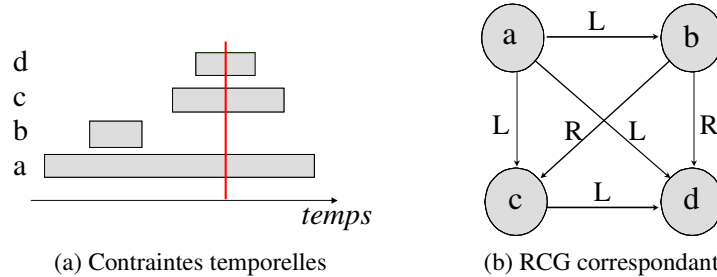 d
c
b
a
temps
(a) Contraintes temporelles
a
L
b
L
R
L
R
c
L
d
(b) RCG correspondant